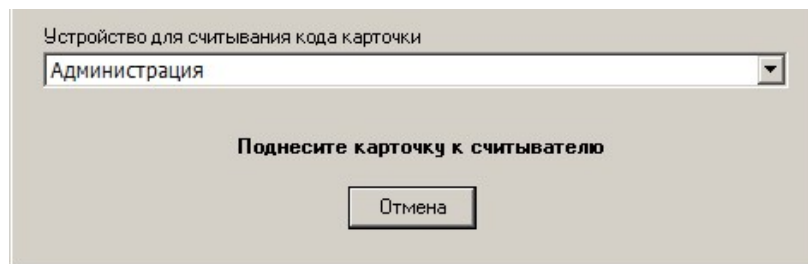 Устройство для считывания кода карточки
Администрация
Поднесите карточку к считывателю
Отмена